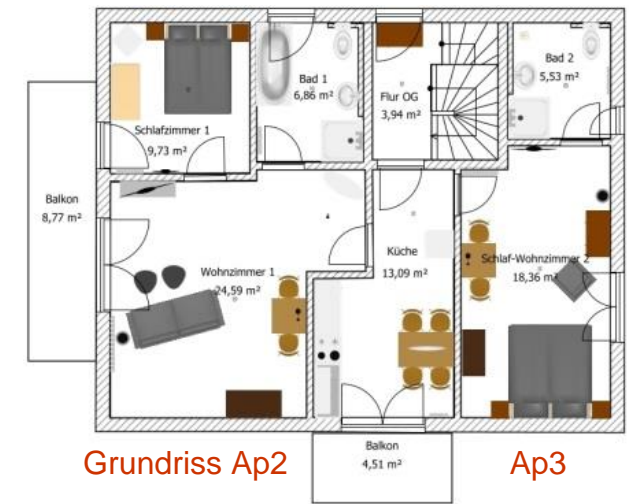 Bad 1
6,86 m²
Flur OG
3,94 m²
Bad 2
5,53 m²
Schlafzimmer 1
9,73 m²
Balkon
8,77 m²
Wohnzimmer 1
24,59 m²
Küche
13,09 m²
Schlaf-Wohnzimmer 2
18,36 m²
Balkon
4,51 m²
Grundriss Ap2
Ap3